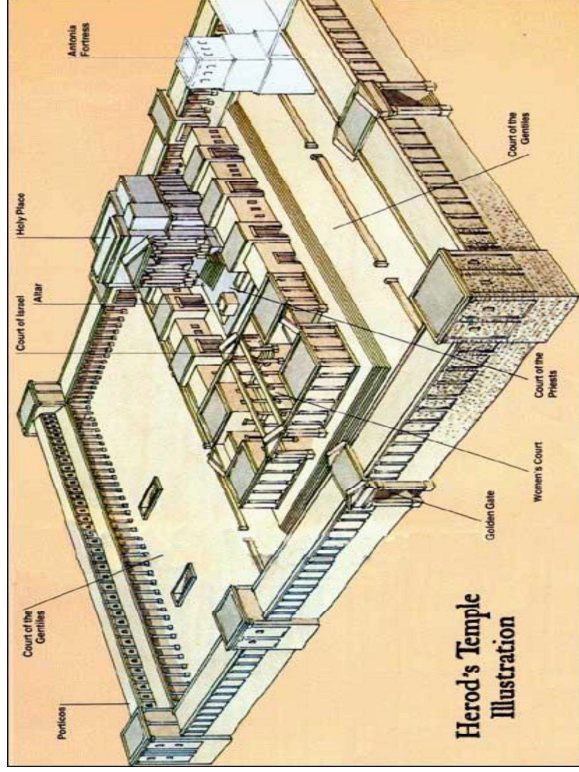 Antonia
Fortress
Holy Place
Altar
Court of Israel
Court of the
Gentiles
Porticos
Court of the
Gentiles
Court of the
Priests
Women's Court
Golden Gate
Herod's Temple
Illustration